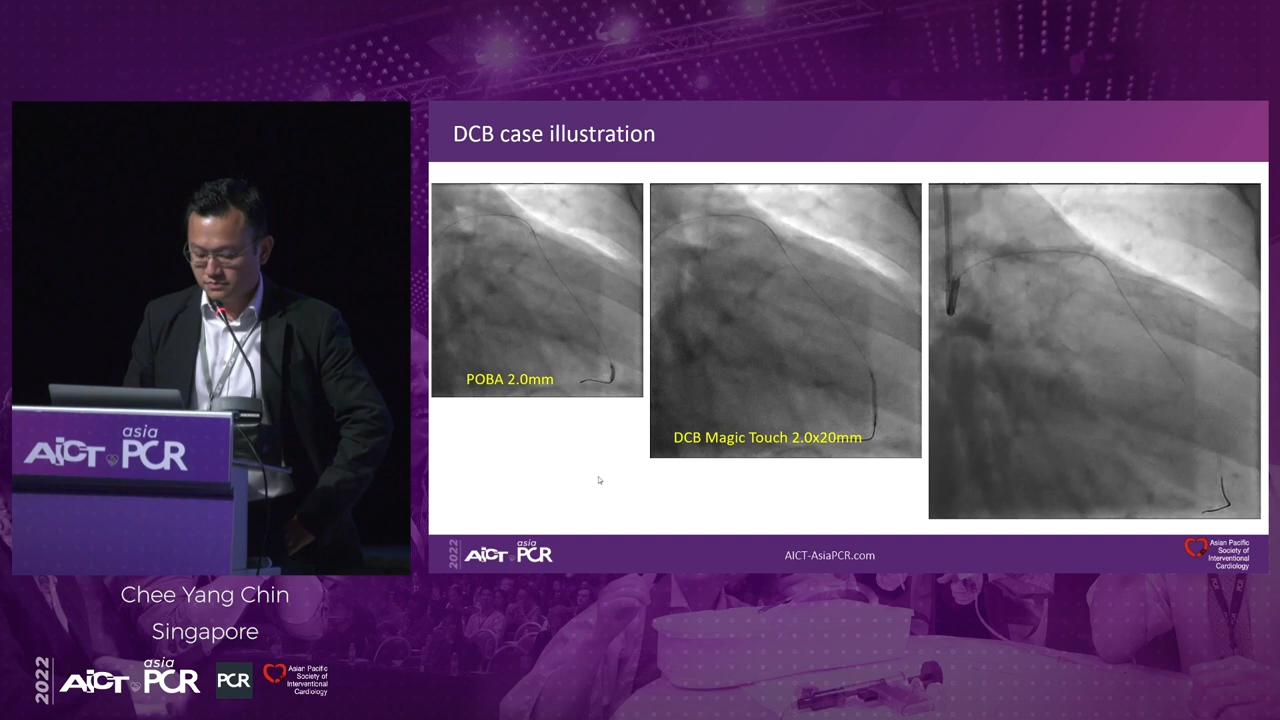 DCB case illustration
POBA 2.0mm
DCB Magic Touch 2.0x20mm
asia
AICT PCR
2022
asia
AICT PCR
AICT-AsiaPCR.com
Asian Pacific
Society of
Interventional
Cardiology
Chee Yang Chin
Singapore
2022
asia
AICT PCR
PCR
Asian Pacific
Society of
Interventional
Cardiology